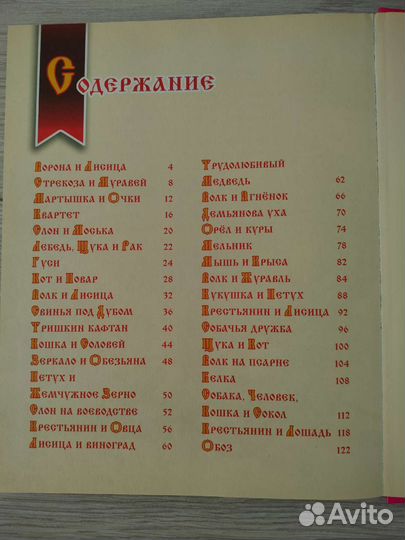 Содержание
Ворона и Лисица 4
Стрекоза и Муравей 8
Мартышка и Очки 12
Квартет 16
Слон и Моська 20
Лебедь, Щука и Рак 22
Гуси 24
Кот и Повар 28
Волк и Лисица 32
Свинья под Дубом 36
Тришкин кафтан 40
Кошка и Соловей 44
Зеркало и Обезьяна 48
Петух и
Жемчужное Зерно 50
Слон на воеводстве 52
Крестьянин и Овца 56
Лисица и виноград 60
Трудолюбивый
Медведь 62
Волк и Ягнёнок 66
Демьянова уха 70
Орёл и куры 74
Мельник 78
Мышь и Крыса 82
Волк и Журавль 84
Кукушка и Петух 88
Крестьянин и Лисица 92
Собачья дружба 96
Щука и Кот 100
Волк на псарне 104
Белка 108
Собака, Человек,
Кошка и Сокол 112
Крестьянин и Лошадь 118
Обоз 122
Avito